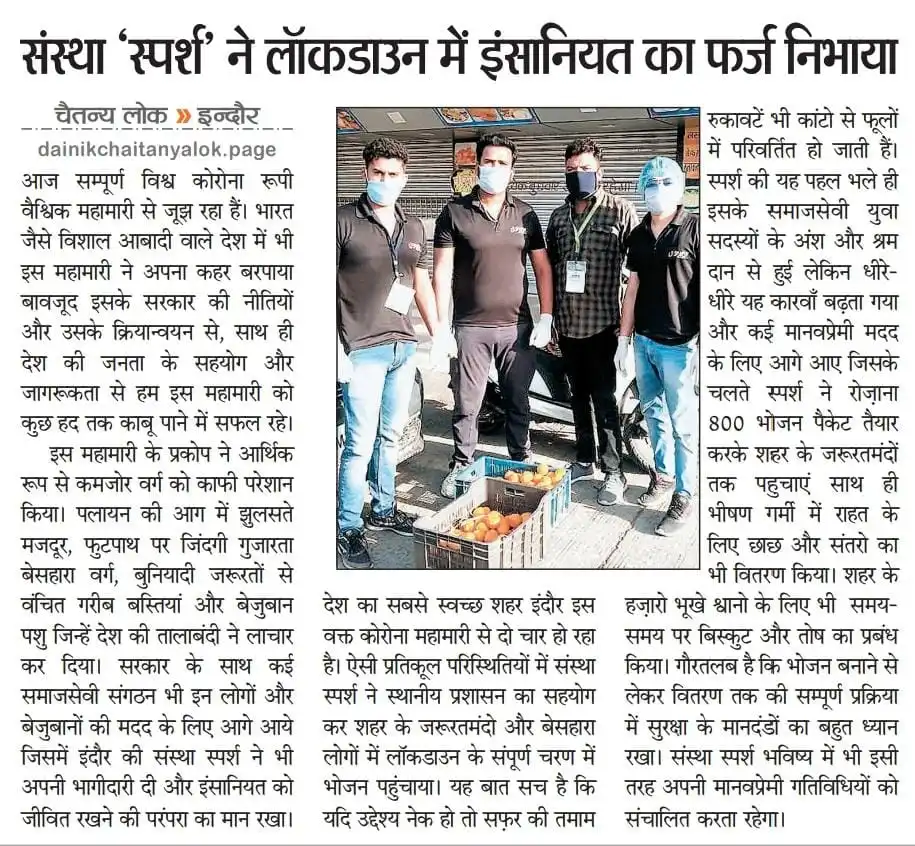 संस्था ‘स्पर्श’ ने लॉकडाउन में इंसानियत का फर्ज निभाया
चैतन्य लोक » इन्दौर
dainikchaitanyalok.page
आज सम्पूर्ण विश्व कोरोना रूपी
वैश्विक महामारी से जूझ रहा हैं। भारत
जैसे विशाल आबादी वाले देश में भी
इस महामारी ने अपना कहर बरपाया
बावजूद इसके सरकार की नीतियों
और उसके क्रियान्वयन से, साथ ही
देश की जनता के सहयोग और
जागरूकता से हम इस महामारी को
कुछ हद तक काबू पाने में सफल रहे।
इस महामारी के प्रकोप ने आर्थिक
रूप से कमजोर वर्ग को काफी परेशान
किया। पलायन की आग में झुलसते
मजदूर, फुटपाथ पर जिंदगी गुजारता
बेसहारा वर्ग, बुनियादी जरूरतों से
वंचित गरीब बस्तियां और बेजुबान
पशु जिन्हें देश की तालाबंदी ने लाचार
कर दिया। सरकार के साथ कई
समाजसेवी संगठन भी इन लोगों और
बेजुबानों की मदद के लिए आगे आये
जिसमें इंदौर की संस्था स्पर्श ने भी
अपनी भागीदारी दी और इंसानियत को
जीवित रखने की परंपरा का मान रखा।
देश का सबसे स्वच्छ शहर इंदौर इस
वक्त कोरोना महामारी से दो चार हो रहा
है। ऐसी प्रतिकूल परिस्थितियों में संस्था
स्पर्श ने स्थानीय प्रशासन का सहयोग
कर शहर के जरूरतमंदो और बेसहारा
लोगों में लॉकडाउन के संपूर्ण चरण में
भोजन पहुंचाया। यह बात सच है कि
यदि उद्देश्य नेक हो तो सफ़र की तमाम
रुकावटें भी कांटो से फूलों
में परिवर्तित हो जाती हैं।
स्पर्श की यह पहल भले ही
इसके समाजसेवी युवा
सदस्यों के अंश और श्रम
दान से हुई लेकिन धीरे-
धीरे यह कारवाँ बढ़ता गया
और कई मानवप्रेमी मदद
के लिए आगे आए जिसके
चलते स्पर्श ने रोज़ाना
800 भोजन पैकेट तैयार
करके शहर के जरूरतमंदों
तक पहुचाएं साथ ही
भीषण गर्मी में राहत के
लिए छाछ और संतरो का
भी वितरण किया। शहर के
हज़ारो भूखे श्वानो के लिए भी समय-
समय पर बिस्कुट और तोष का प्रबंध
किया। गौरतलब है कि भोजन बनाने से
लेकर वितरण तक की सम्पूर्ण प्रक्रिया
में सुरक्षा के मानदंडों का बहुत ध्यान
रखा। संस्था स्पर्श भविष्य में भी इसी
तरह अपनी मानवप्रेमी गतिविधियों को
संचालित करता रहेगा।